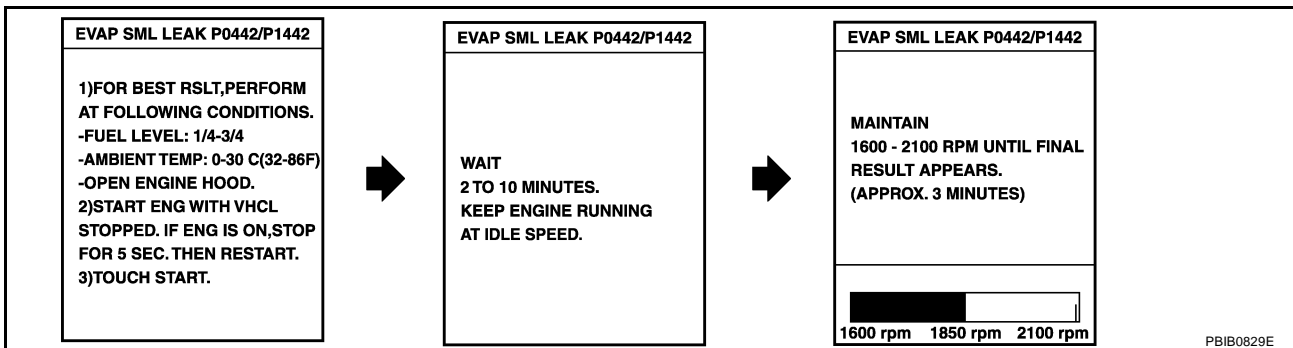 EVAP SML LEAK P0442/P1442
1)FOR BEST RSLT,PERFORM
AT FOLLOWING CONDITIONS.
-FUEL LEVEL: 1/4-3/4
-AMBIENT TEMP: 0-30 C(32-86F)
-OPEN ENGINE HOOD.
2)START ENG WITH VHCL
STOPPED. IF ENG IS ON,STOP
FOR 5 SEC. THEN RESTART.
3)TOUCH START.
EVAP SML LEAK P0442/P1442
WAIT
2 TO 10 MINUTES.
KEEP ENGINE RUNNING
AT IDLE SPEED.
EVAP SML LEAK P0442/P1442
MAINTAIN
1600 - 2100 RPM UNTIL FINAL
RESULT APPEARS.
(APPROX. 3 MINUTES)
1600 rpm 1850 rpm 2100 rpm
PBIB0829E